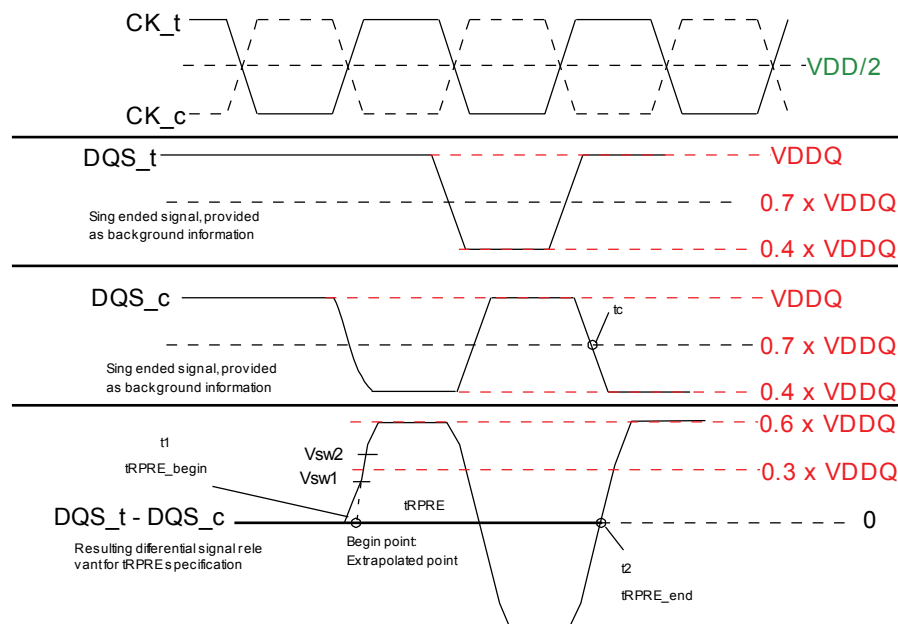 CK_t
VDD/2
CK_c
DQS_t
VDDQ
0.7 x VDDQ
Sing ended signal, provided
as background information
0.4 x VDDQ
DQS_c
VDDQ
tc
0.7 x VDDQ
Sing ended signal, provided
as background information
0.4 x VDDQ
0.6 x VDDQ
t1
tRPRE_begin
Vsw2
Vsw1
0.3 x VDDQ
tRPRE
DQS_t - DQS_c
0
Resulting differential signal rele
vant for tRPRE specification
Begin point:
Extrapolated point
t2
tRPRE_end